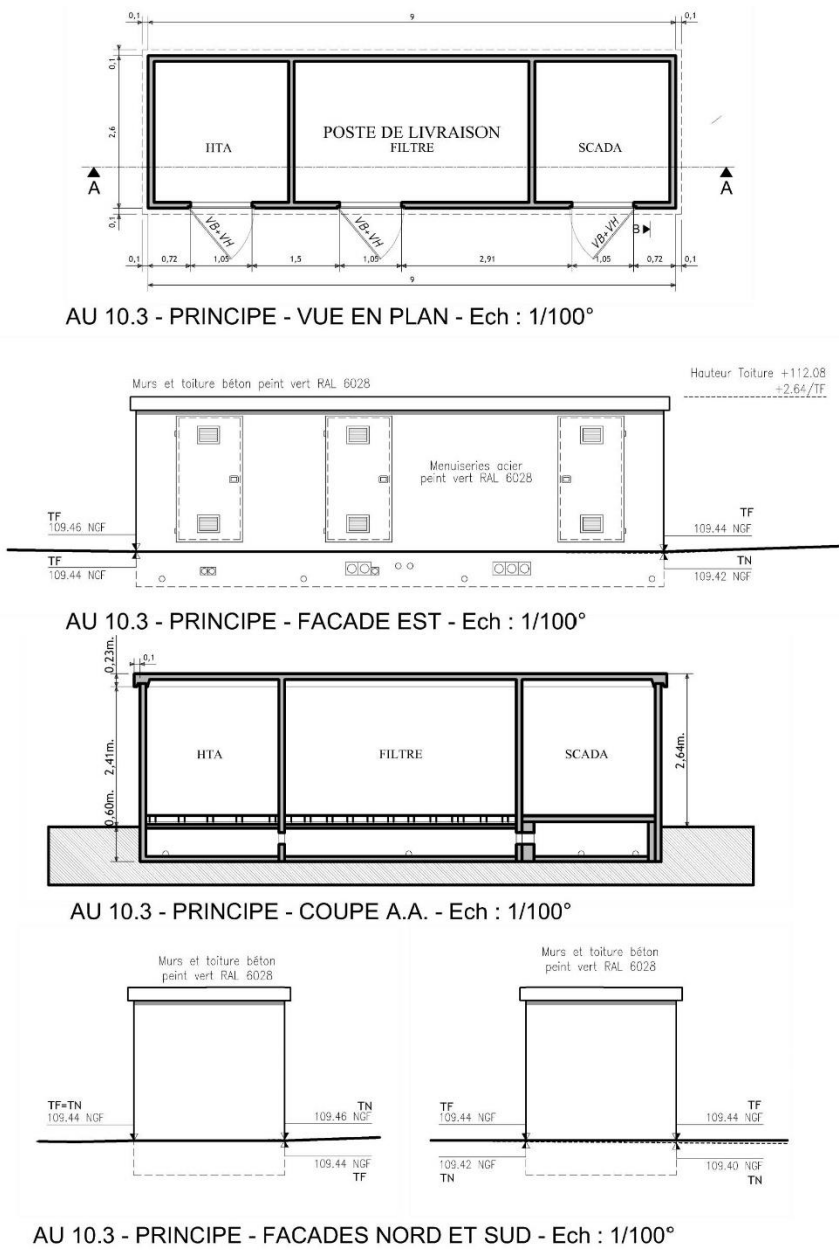 0,1 9 0,1
0,1
2,6
0,1
HTA
POSTE DE LIVRAISON
FILTRE
SCADA
A A
VB+VH VB+VH VB+VH B
0,1 0,72 1,05 1,5 1,05 2,91 1,05 0,72 0,1
9
AU 10.3 - PRINCIPE - VUE EN PLAN - Ech : 1/100°
Murs et toiture béton peint vert RAL 6028
Hauteur Toiture +112.08
+2.64/TF
Menuiseries acier
peint vert RAL 6028
TF
109.46 NGF
TF
109.44 NGF
TF
109.44 NGF
TN
109.42 NGF
AU 10.3 - PRINCIPE - FACADE EST - Ech : 1/100°
0,23m.
0,1
2,41m.
0,60m.
HTA
FILTRE
SCADA
2,64m.
AU 10.3 - PRINCIPE - COUPE A.A. - Ech : 1/100°
Murs et toiture béton
peint vert RAL 6028
TF=TN
109.44 NGF
TN
109.46 NGF
109.44 NGF
TF
Murs et toiture béton
peint vert RAL 6028
TF
109.44 NGF
109.42 NGF
TN
TF
109.44 NGF
109.40 NGF
TN
AU 10.3 - PRINCIPE - FACADES NORD ET SUD - Ech : 1/100°